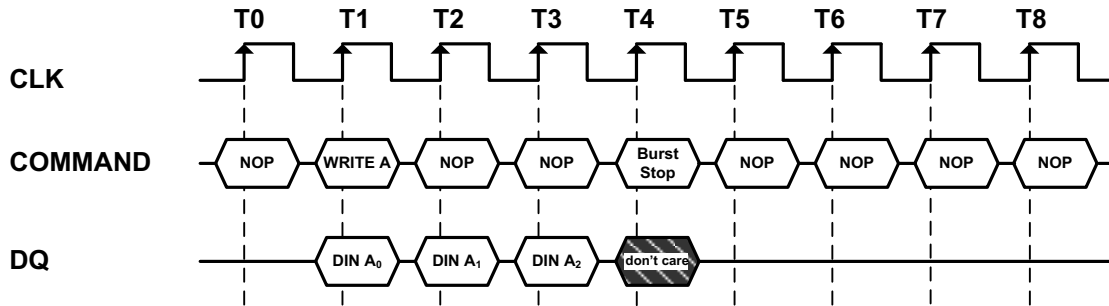 T0 T1 T2 T3 T4 T5 T6 T7 T8
CLK
COMMAND NOP WRITE A NOP NOP Burst Stop NOP NOP NOP NOP
DQ DIN A₀ DIN A₁ DIN A₂ don't care